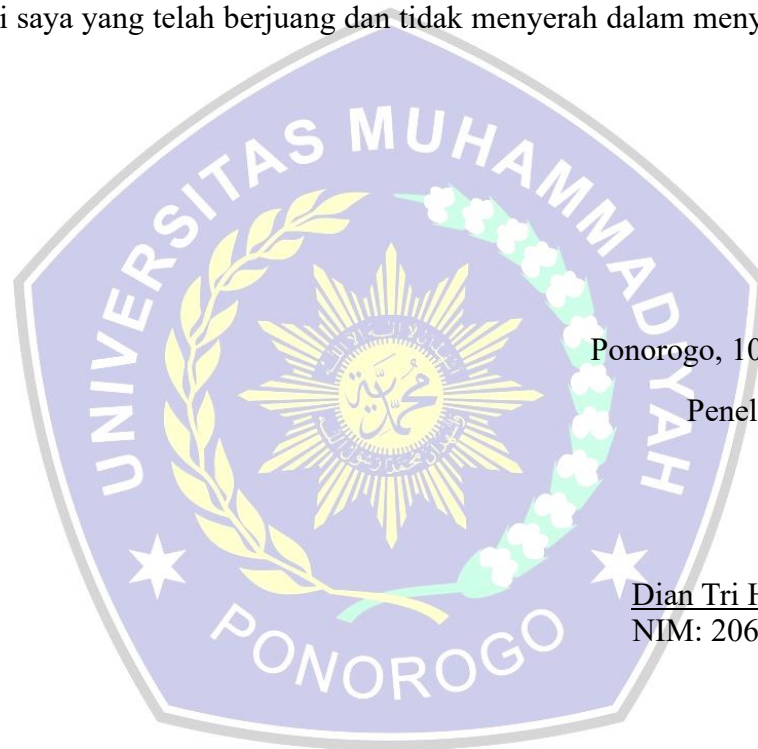 i saya yang telah berjuang dan tidak menyerah dalam meny
UNIVERSITAS MUHAMMADIYAH
محمدية
Ponorogo, 10
Penel
Dian Tri H
NIM: 206
PONOROGO